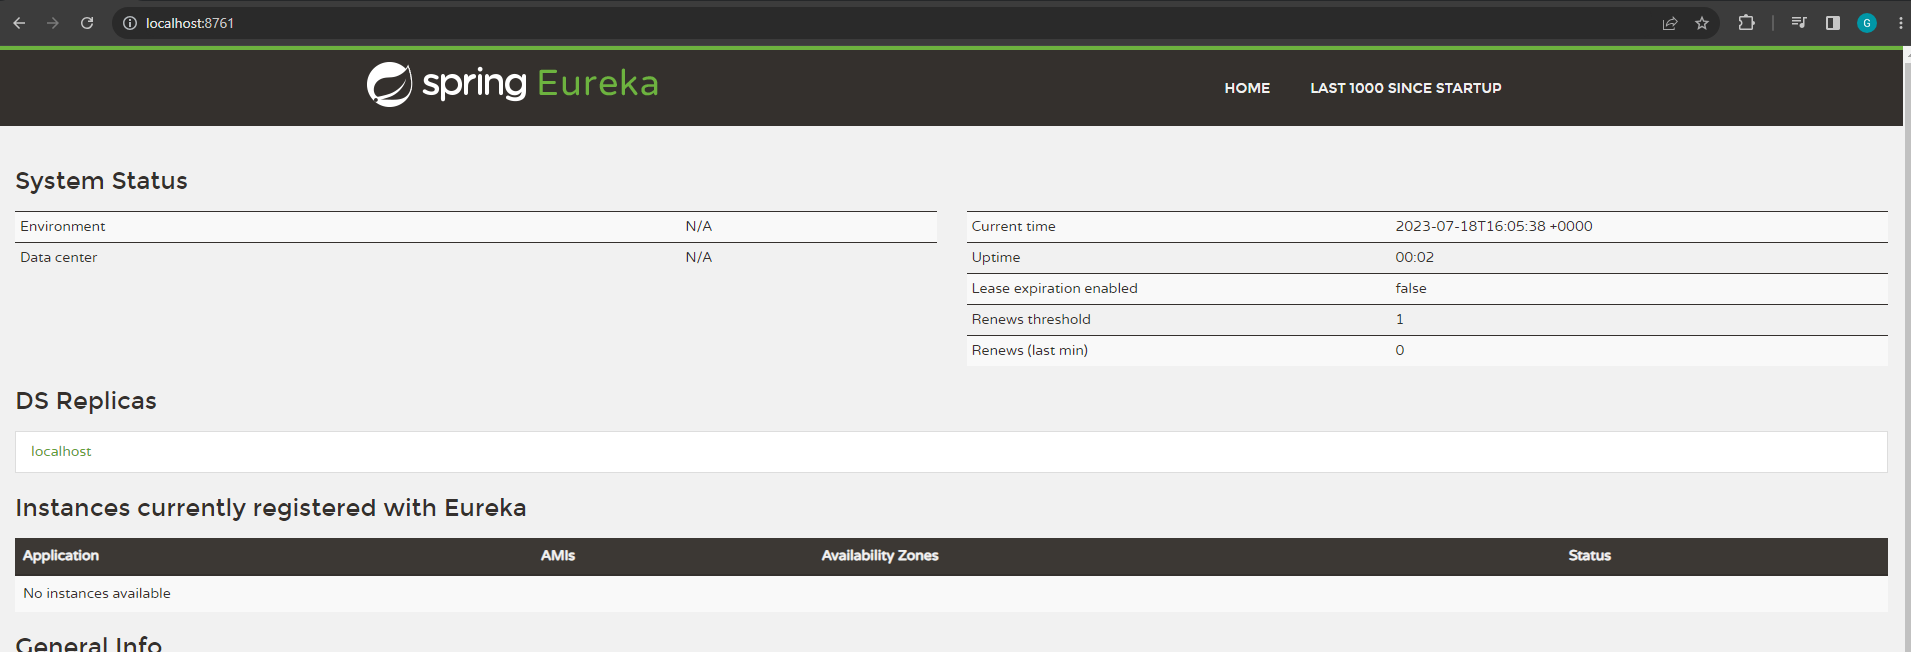 localhost:8761
G
spring Eureka
HOME LAST 1000 SINCE STARTUP
System Status
Environment N/A
Data center N/A
Current time 2023-07-18T16:05:38 +0000
Uptime 00:02
Lease expiration enabled false
Renews threshold 1
Renews (last min) 0
DS Replicas
localhost
Instances currently registered with Eureka
Application AMIs Availability Zones Status
No instances available
General Info